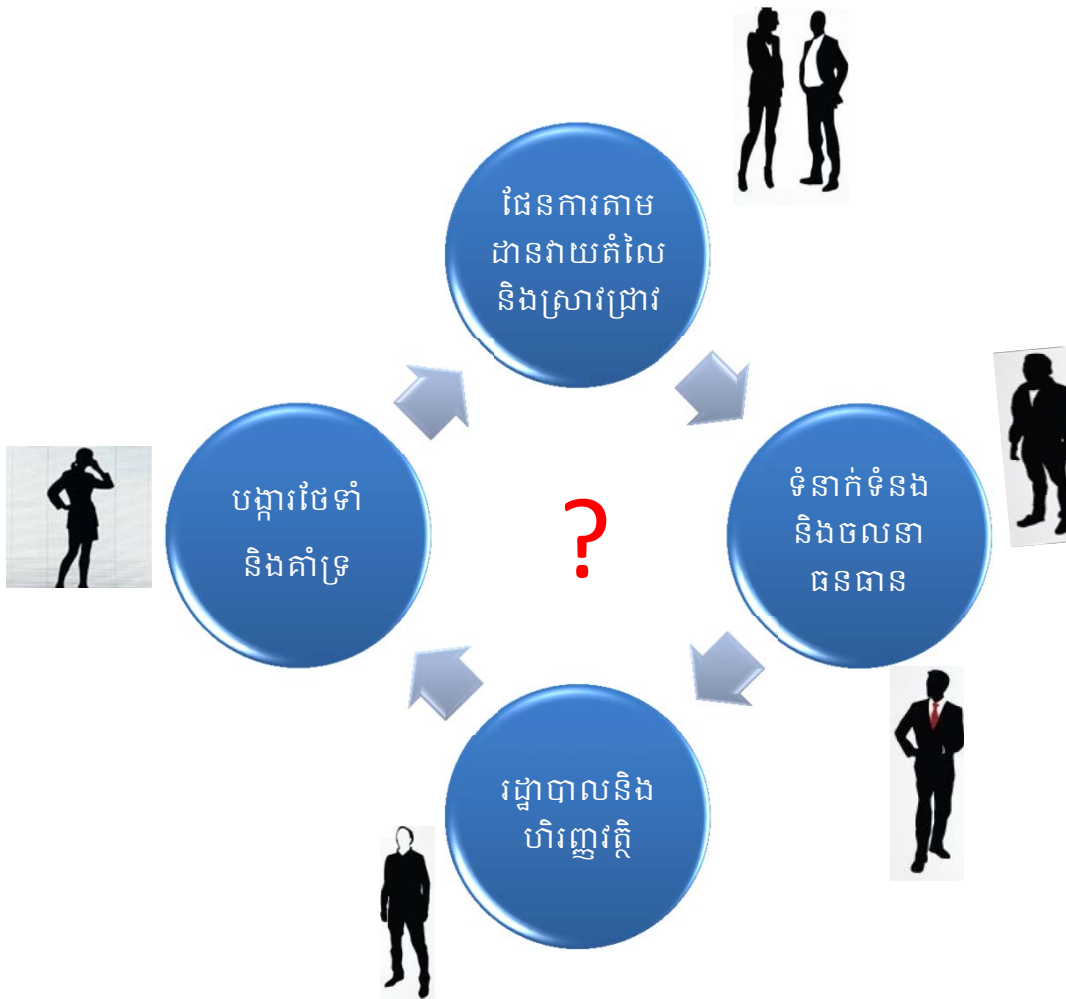 ផែនការតាម
ដានវាយតំលៃ
និងស្រាវជ្រាវ
ទំនាក់ទំនង
និងចលនា
ធនធាន
?
បង្ការថែទាំ
និងគាំទ្រ
រដ្ឋាបាលនិង
ហិរញ្ញវត្ថិ